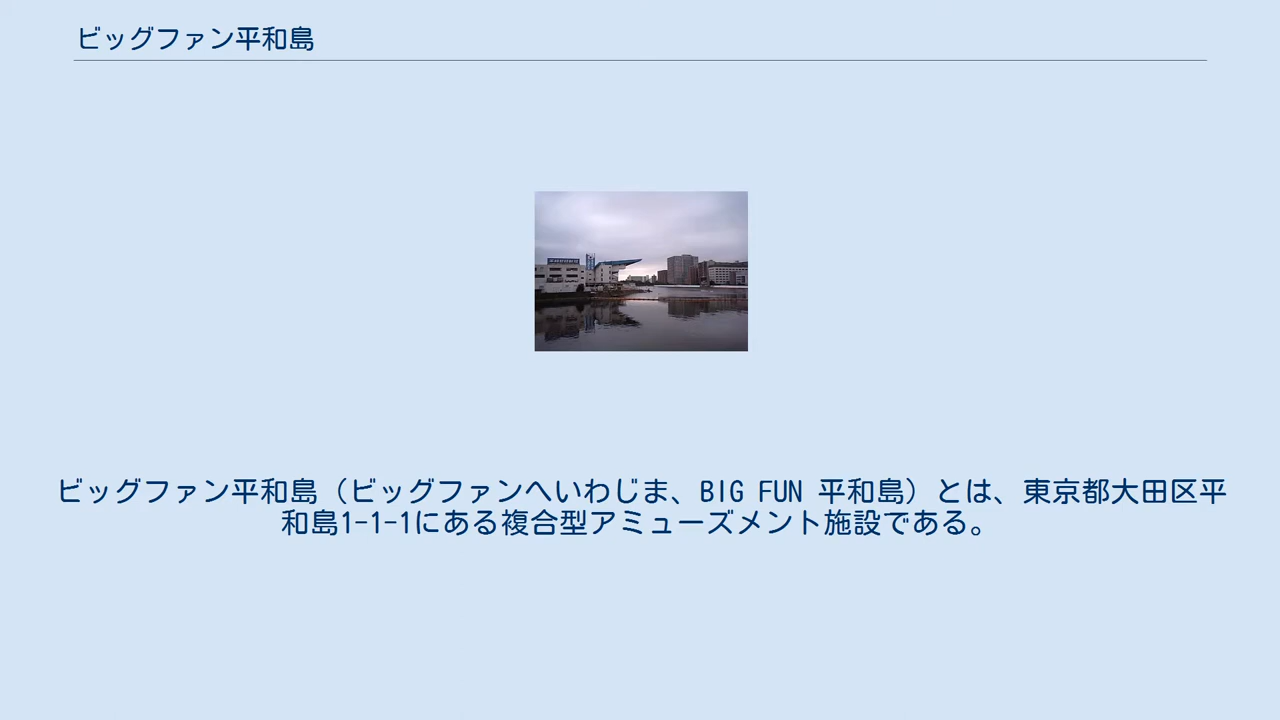 ビッグファン平和島
ビッグファン平和島（ビッグファンへいわじま、BIG FUN 平和島）とは、東京都大田区平
和島1-1-1にある複合型アミューズメント施設である。